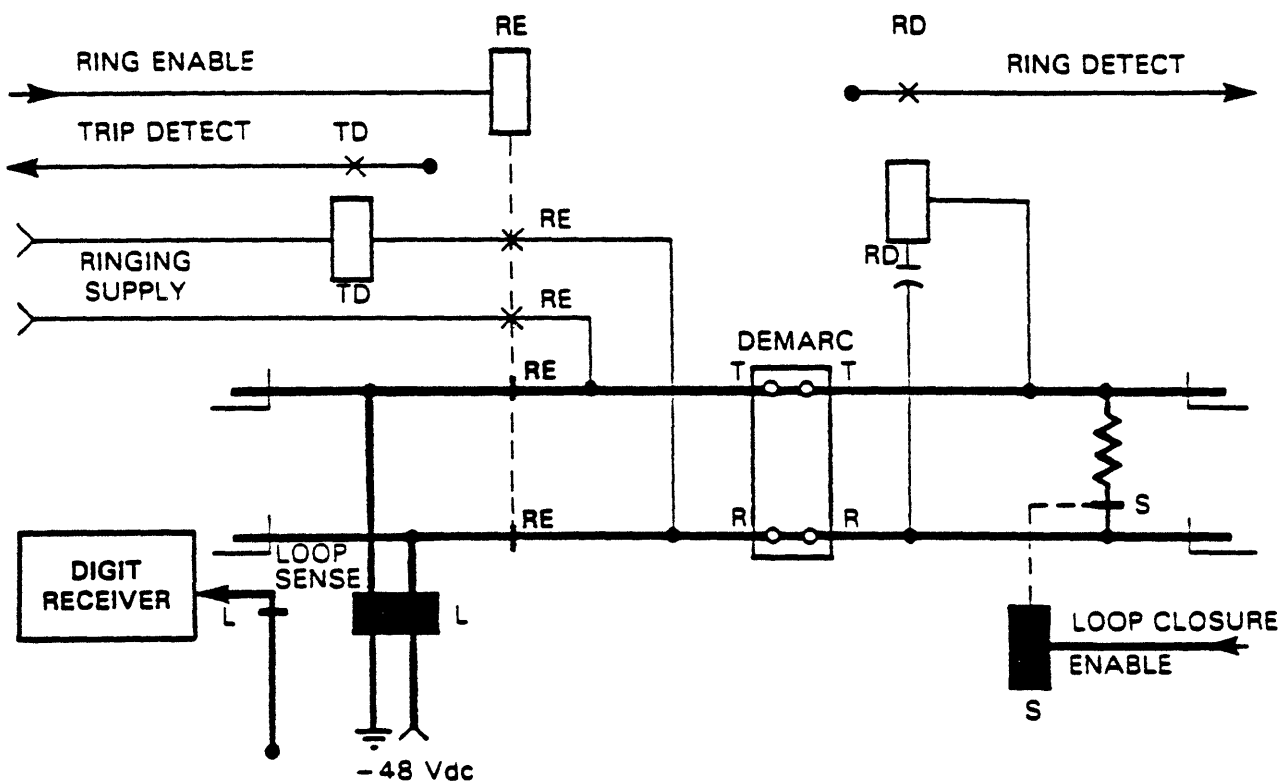 RE
RD
RING ENABLE
RING DETECT
TRIP DETECT
TD
RE
RD
RINGING
SUPPLY
TD
RE
DEMARC
RE
T
T
RE
R
R
S
LOOP
SENSE
DIGIT
RECEIVER
L
L
LOOP CLOSURE
ENABLE
S
-48 Vdc